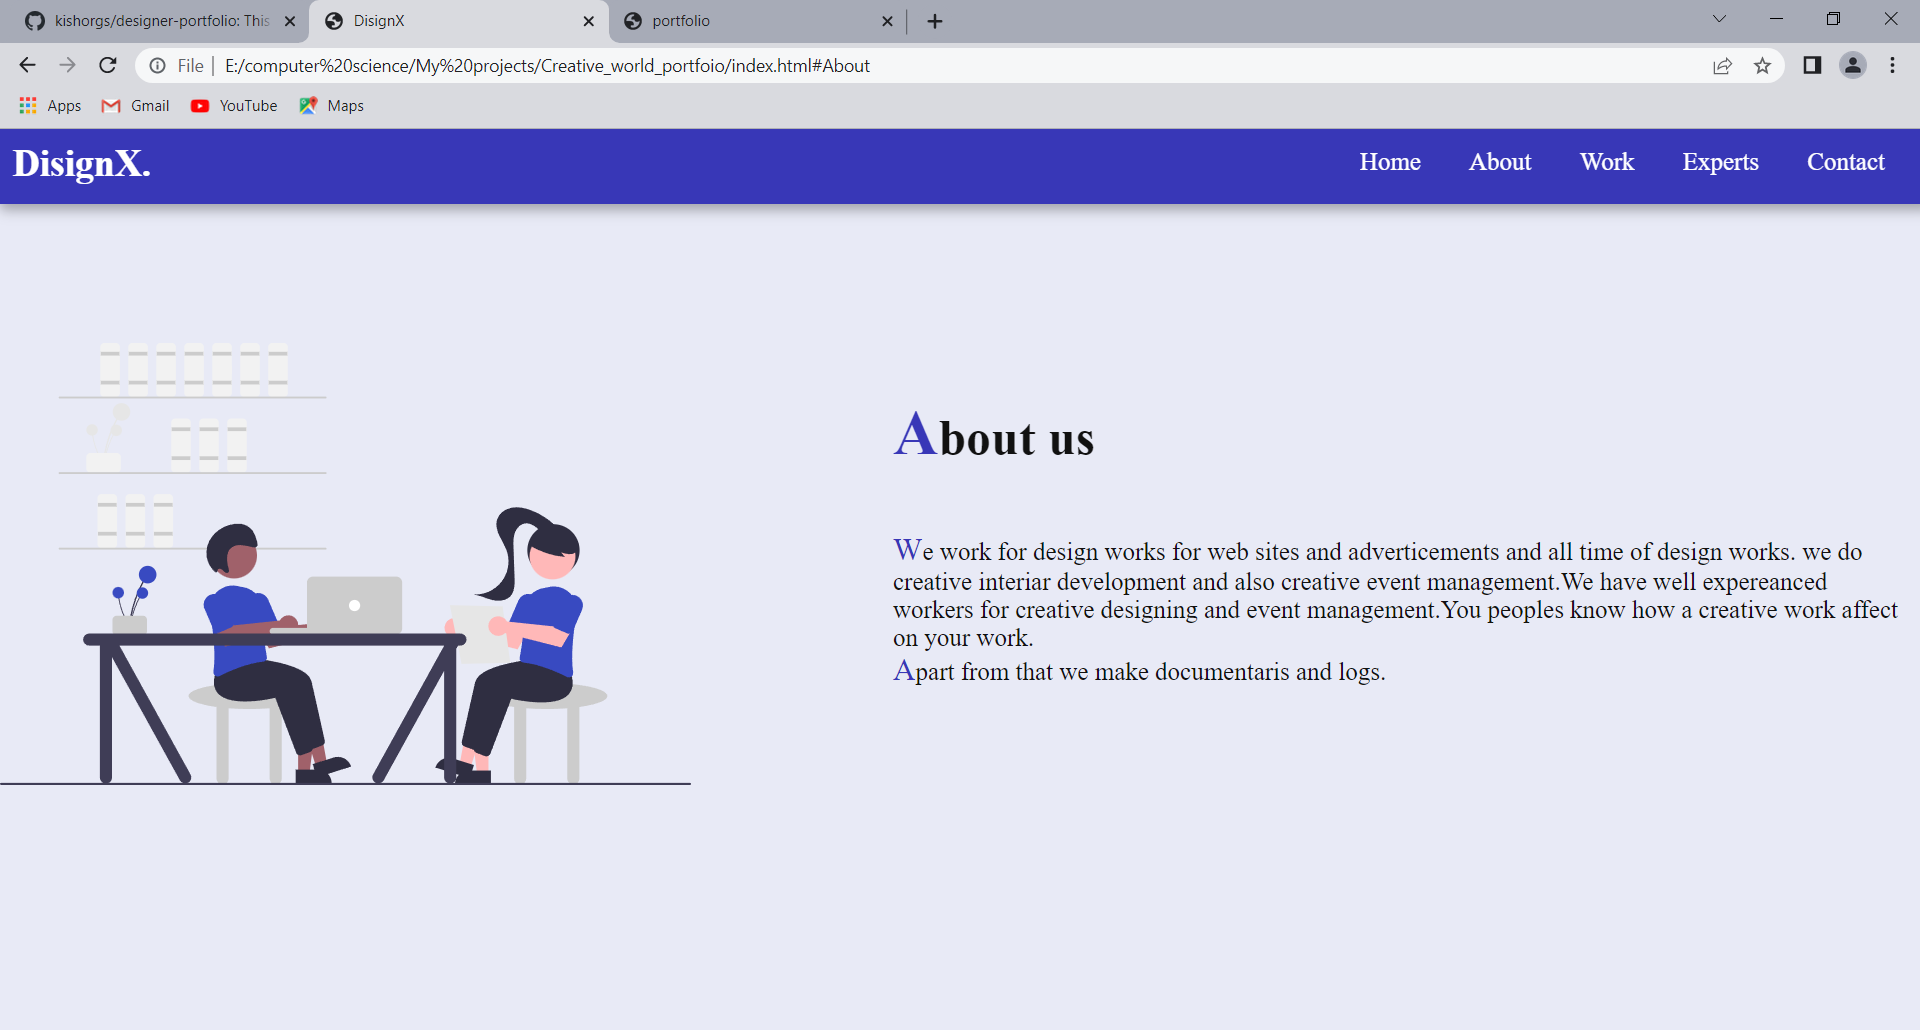 kishorgs/designer-portfolio: This
DisignX
portfolio
File
E:/computer%20science/My%20projects/Creative_world_portfoio/index.html#About
Apps
Gmail
YouTube
Maps
DisignX.
Home
About
Work
Experts
Contact
About us
We work for design works for web sites and adverticements and all time of design works. we do
creative interiar development and also creative event management.We have well expereanced
workers for creative designing and event management.You peoples know how a creative work affect
on your work.
Apart from that we make documentaris and logs.